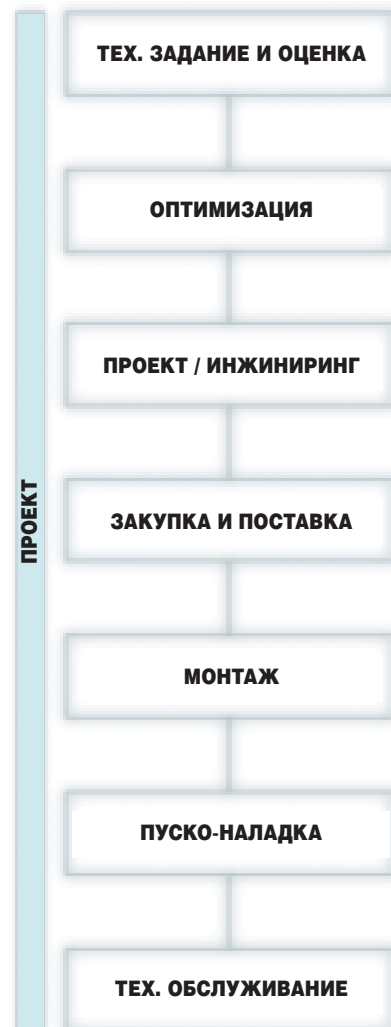 ТЕХ. ЗАДАНИЕ И ОЦЕНКА
ОПТИМИЗАЦИЯ
ПРОЕКТ / ИНЖИНИРИНГ
ПРОЕКТ
ЗАКУПКА И ПОСТАВКА
МОНТАЖ
ПУСКО-НАЛАДКА
ТЕХ. ОБСЛУЖИВАНИЕ